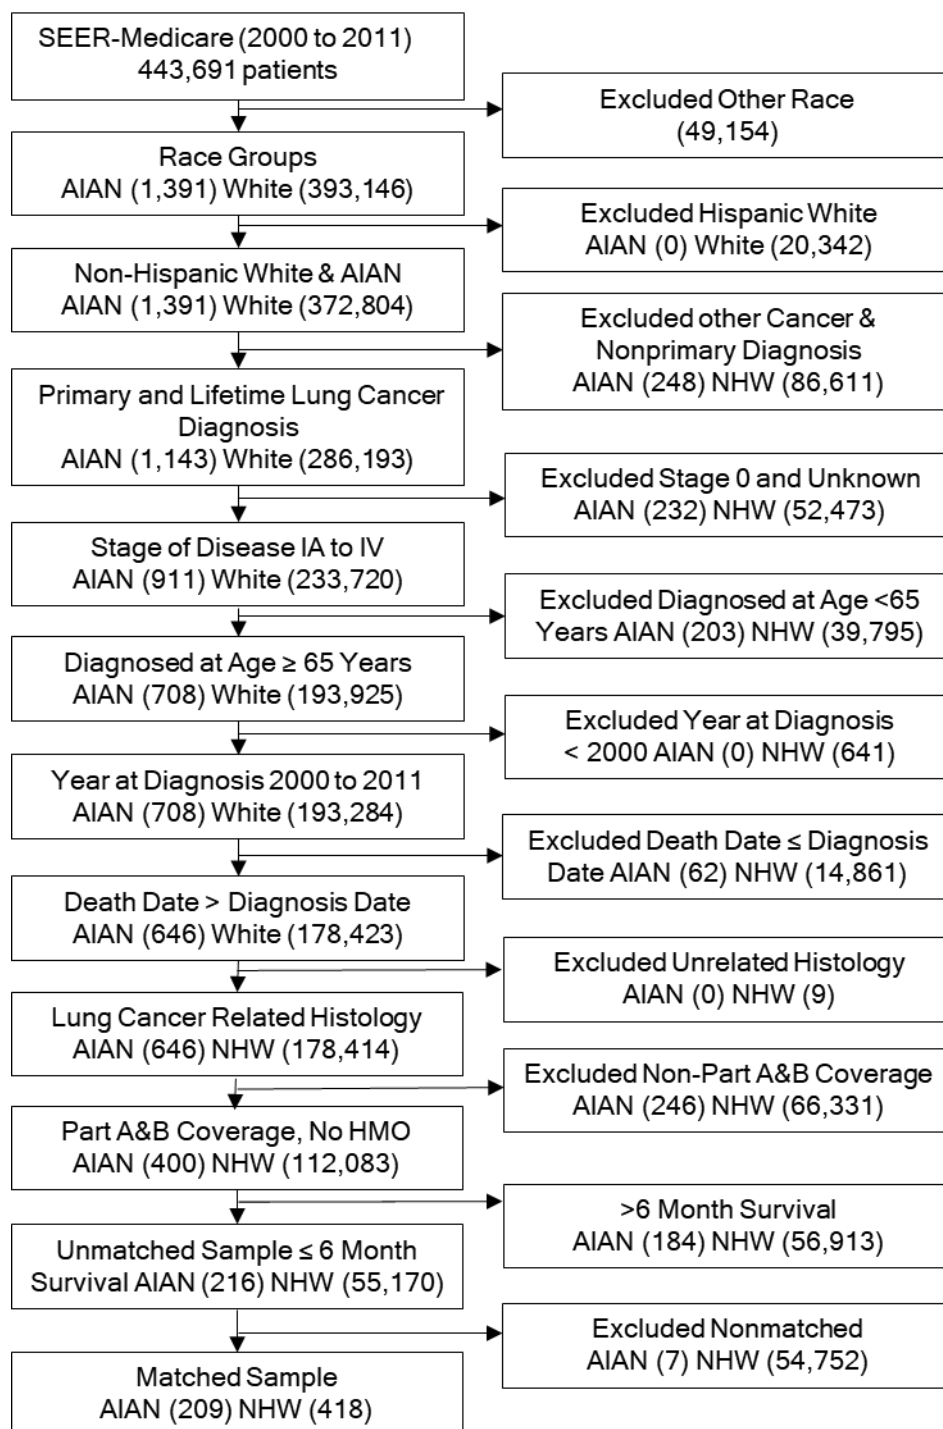 SEER-Medicare (2000 to 2011)
443,691 patients
Excluded Other Race
(49,154)
Race Groups
AIAN (1,391) White (393,146)
Excluded Hispanic White
AIAN (0) White (20,342)
Non-Hispanic White & AIAN
AIAN (1,391) White (372,804)
Excluded other Cancer &
Nonprimary Diagnosis
AIAN (248) NHW (86,611)
Primary and Lifetime Lung Cancer
Diagnosis
AIAN (1,143) White (286,193)
Excluded Stage 0 and Unknown
AIAN (232) NHW (52,473)
Stage of Disease IA to IV
AIAN (911) White (233,720)
Excluded Diagnosed at Age <65
Years AIAN (203) NHW (39,795)
Diagnosed at Age ≥ 65 Years
AIAN (708) White (193,925)
Excluded Year at Diagnosis
< 2000 AIAN (0) NHW (641)
Year at Diagnosis 2000 to 2011
AIAN (708) White (193,284)
Excluded Death Date ≤ Diagnosis
Date AIAN (62) NHW (14,861)
Death Date > Diagnosis Date
AIAN (646) White (178,423)
Excluded Unrelated Histology
AIAN (0) NHW (9)
Lung Cancer Related Histology
AIAN (646) NHW (178,414)
Excluded Non-Part A&B Coverage
AIAN (246) NHW (66,331)
Part A&B Coverage, No HMO
AIAN (400) NHW (112,083)
>6 Month Survival
AIAN (184) NHW (56,913)
Unmatched Sample ≤ 6 Month
Survival AIAN (216) NHW (55,170)
Excluded Nonmatched
AIAN (7) NHW (54,752)
Matched Sample
AIAN (209) NHW (418)